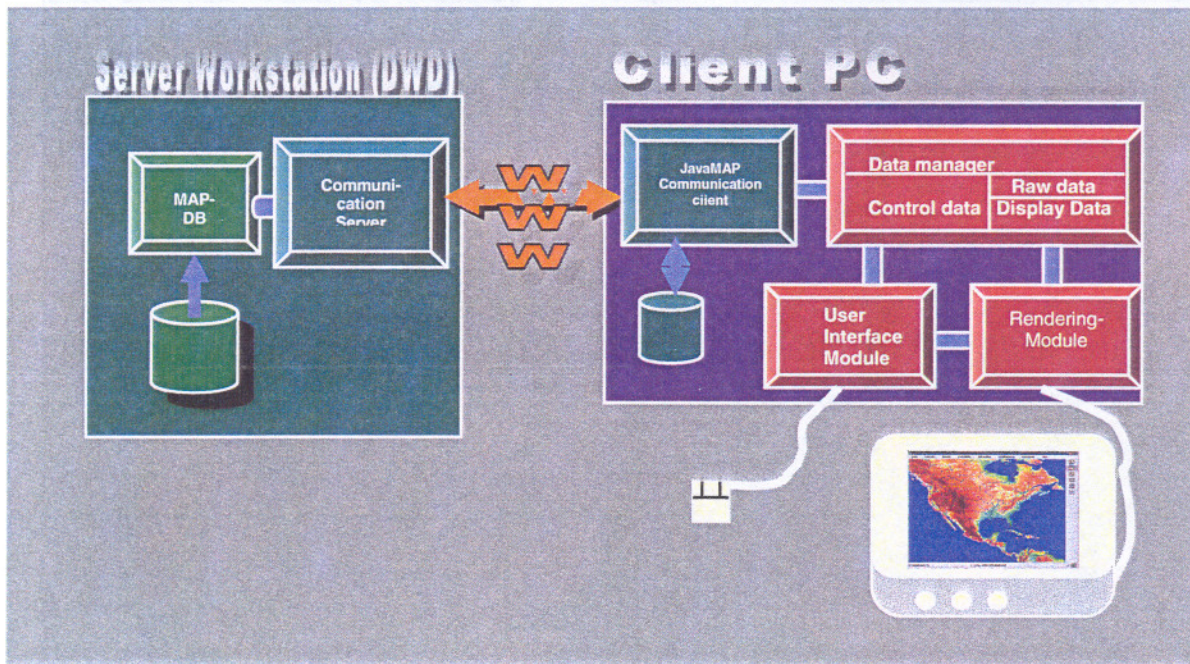 Server Workstation (DWD)
Client PC
MAP-
DB
Communi-
cation
Server
W
W
W
JavaMAP
Communication
client
Data manager
Raw data
Control data
Display Data
User
Interface
Module
Rendering-
Module